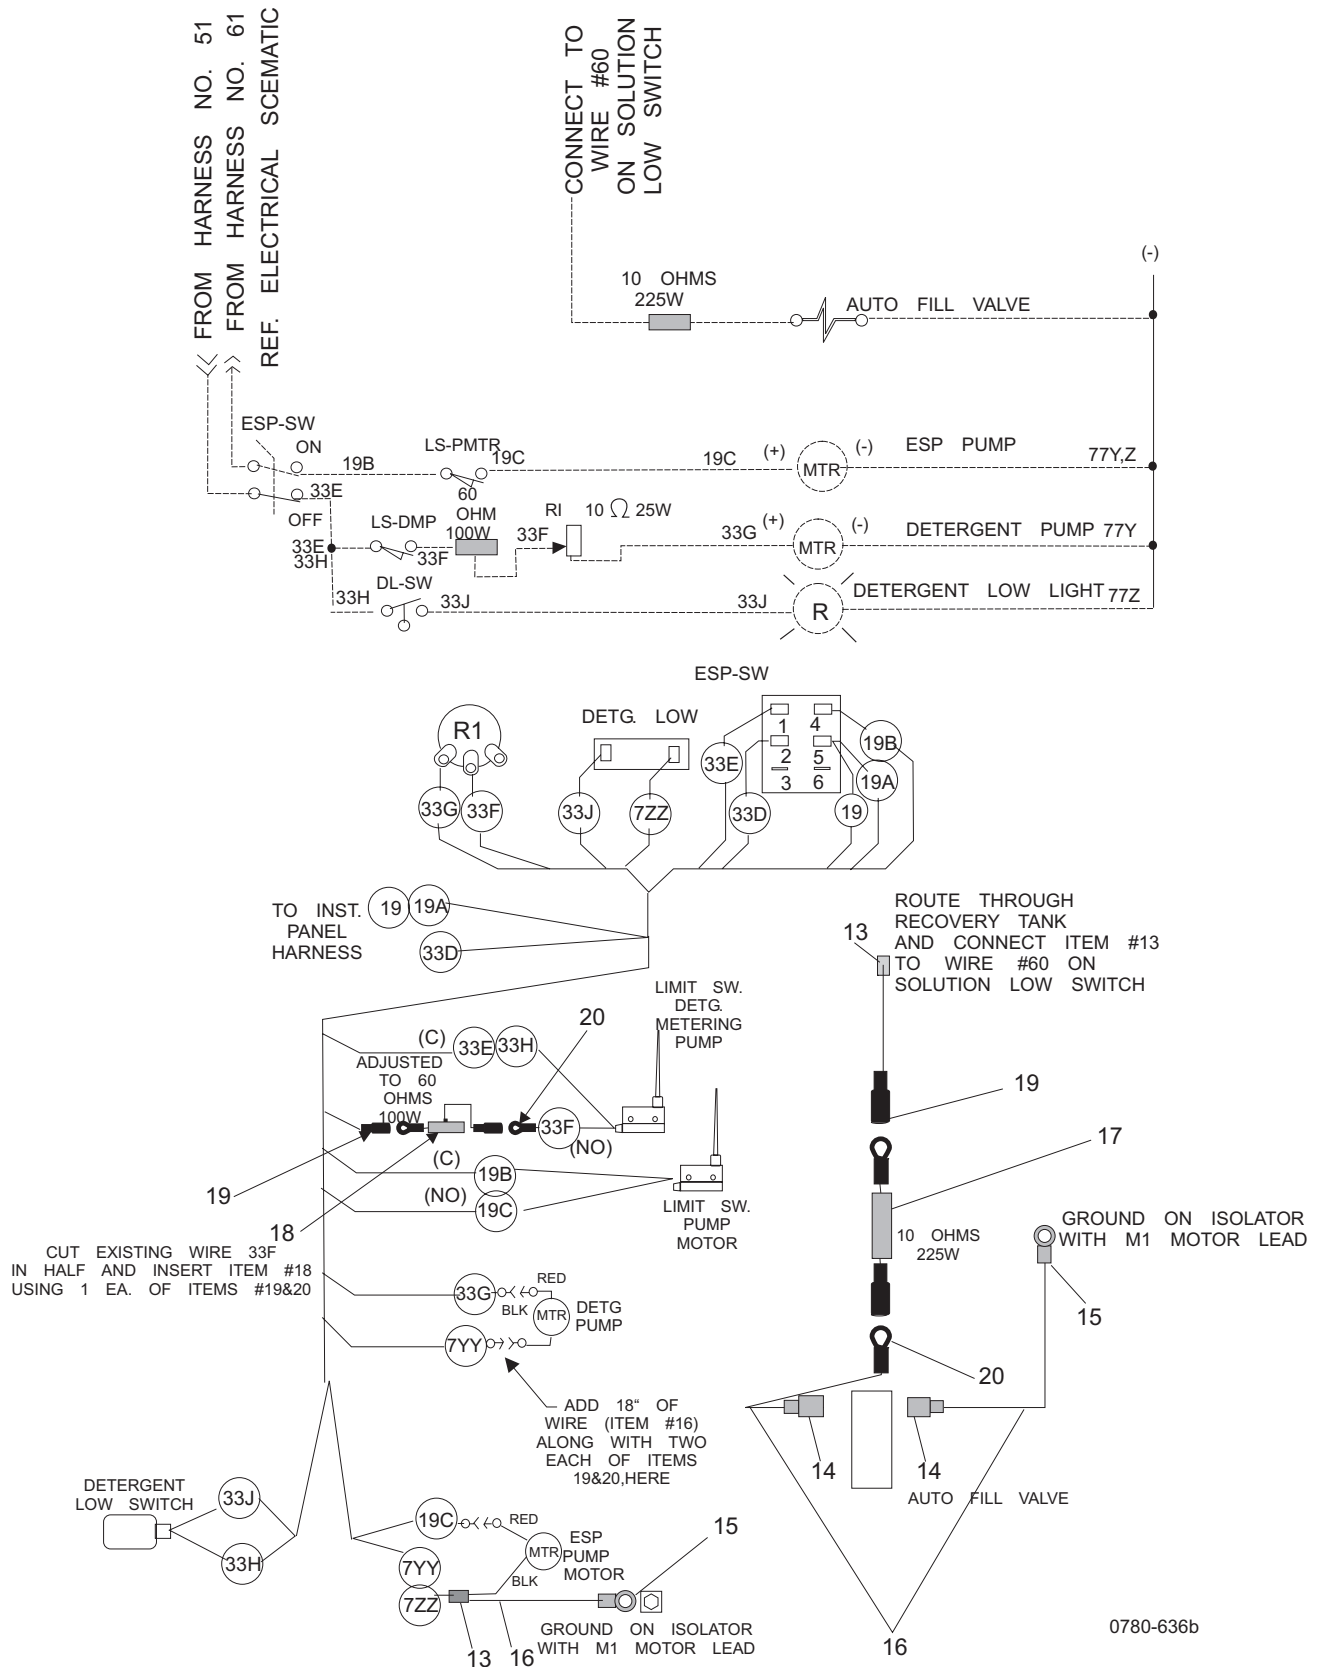 FROM HARNESS NO. 51
FROM HARNESS NO. 61
REF. ELECTRICAL SCEMATIC
CONNECT TO
WIRE #60
ON SOLUTION
LOW SWITCH
(-)
10 OHMS
225W
AUTO FILL VALVE
ESP-SW
ON
19B
LS-PMTR
19C
19C
(+)
MTR
(-)
ESP PUMP
77Y,Z
33E
OFF
60
OHM
100W
LS-DMP
33E
33H
33F
33F
RI
10 Ω 25W
33G
(+)
MTR
(-)
DETERGENT PUMP
77Y
DL-SW
33H
33J
33J
R
DETERGENT LOW LIGHT
77Z
ESP-SW
R1
DETG. LOW
1
4
2
5
3
6
33G
33F
33J
7ZZ
33E
33D
19
19A
19B
TO INST.
PANEL
HARNESS
19
19A
33D
ROUTE THROUGH
RECOVERY TANK
AND CONNECT ITEM #13
TO WIRE #60 ON
SOLUTION LOW SWITCH
13
LIMIT SW.
DETG.
METERING
PUMP
20
(C)
33E
33H
ADJUSTED
TO 60
OHMS
100W
33F
(NO)
19
(C)
19B
(NO)
19C
LIMIT SW.
PUMP
MOTOR
18
CUT EXISTING WIRE 33F
IN HALF AND INSERT ITEM #18
USING 1 EA. OF ITEMS #19&20
19
17
10 OHMS
225W
GROUND ON ISOLATOR
WITH M1 MOTOR LEAD
15
33G
RED
BLK
MTR
DETG
PUMP
7YY
20
ADD 18“ OF
WIRE (ITEM #16)
ALONG WITH TWO
EACH OF ITEMS
19&20,HERE
14
14
AUTO FILL VALVE
DETERGENT
LOW SWITCH
33J
33H
19C
RED
MTR
ESP
PUMP
MOTOR
BLK
7YY
7ZZ
15
13
16
GROUND ON ISOLATOR
WITH M1 MOTOR LEAD
16
0780-636b